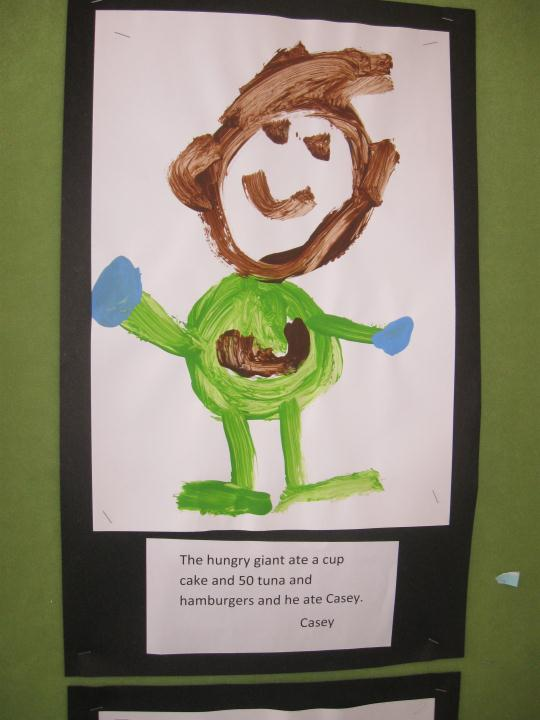 The hungry giant ate a cup
cake and 50 tuna and
hamburgers and he ate Casey.
Casey